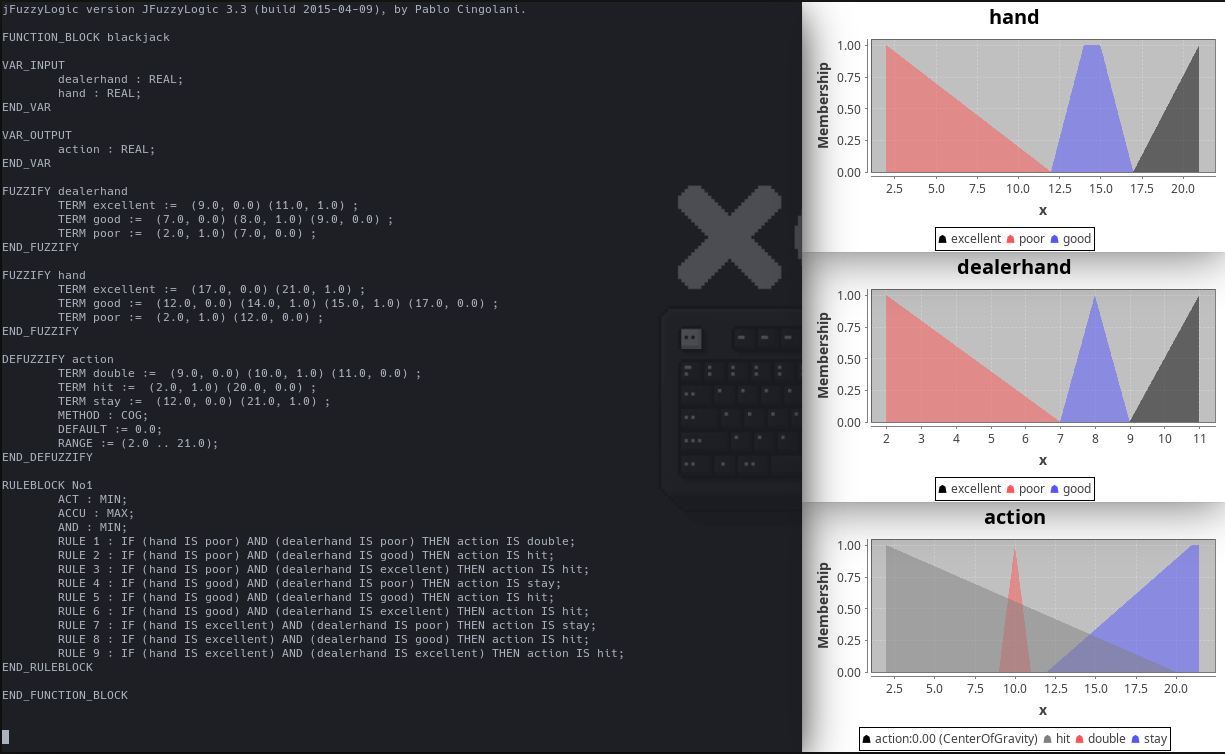 jFuzzyLogic version JFuzzyLogic 3.3 (build 2015-04-09), by Pablo Cingolani.
FUNCTION_BLOCK blackjack
VAR_INPUT
dealerhand : REAL;
hand : REAL;
END_VAR
VAR_OUTPUT
action : REAL;
END_VAR
FUZZIFY dealerhand
TERM excellent :=  (9.0, 0.0) (11.0, 1.0) ;
TERM good :=  (7.0, 0.0) (8.0, 1.0) (9.0, 0.0) ;
TERM poor :=  (2.0, 1.0) (7.0, 0.0) ;
END_FUZZIFY
FUZZIFY hand
TERM excellent :=  (17.0, 0.0) (21.0, 1.0) ;
TERM good :=  (12.0, 0.0) (14.0, 1.0) (15.0, 1.0) (17.0, 0.0) ;
TERM poor :=  (2.0, 1.0) (12.0, 0.0) ;
END_FUZZIFY
DEFUZZIFY action
TERM double :=  (9.0, 0.0) (10.0, 1.0) (11.0, 0.0) ;
TERM hit :=  (2.0, 1.0) (20.0, 0.0) ;
TERM stay :=  (12.0, 0.0) (21.0, 1.0) ;
METHOD : COG;
DEFAULT := 0.0;
RANGE := (2.0 .. 21.0);
END_DEFUZZIFY
RULEBLOCK No1
ACT : MIN;
ACCU : MAX;
AND : MIN;
RULE 1 : IF (hand IS poor) AND (dealerhand IS poor) THEN action IS double;
RULE 2 : IF (hand IS poor) AND (dealerhand IS good) THEN action IS hit;
RULE 3 : IF (hand IS poor) AND (dealerhand IS excellent) THEN action IS hit;
RULE 4 : IF (hand IS good) AND (dealerhand IS poor) THEN action IS stay;
RULE 5 : IF (hand IS good) AND (dealerhand IS good) THEN action IS hit;
RULE 6 : IF (hand IS good) AND (dealerhand IS excellent) THEN action IS hit;
RULE 7 : IF (hand IS excellent) AND (dealerhand IS poor) THEN action IS stay;
RULE 8 : IF (hand IS excellent) AND (dealerhand IS good) THEN action IS hit;
RULE 9 : IF (hand IS excellent) AND (dealerhand IS excellent) THEN action IS hit;
END_RULEBLOCK
END_FUNCTION_BLOCK
hand
Membership
1.00
0.75
0.50
0.25
0.00
2.5 5.0 7.5 10.0 12.5 15.0 17.5 20.0
x
excellent poor good
dealerhand
Membership
1.00
0.75
0.50
0.25
0.00
2 3 4 5 6 7 8 9 10 11
x
excellent poor good
action
Membership
1.00
0.75
0.50
0.25
0.00
2.5 5.0 7.5 10.0 12.5 15.0 17.5 20.0
x
action:0.00 (CenterOfGravity) hit double stay